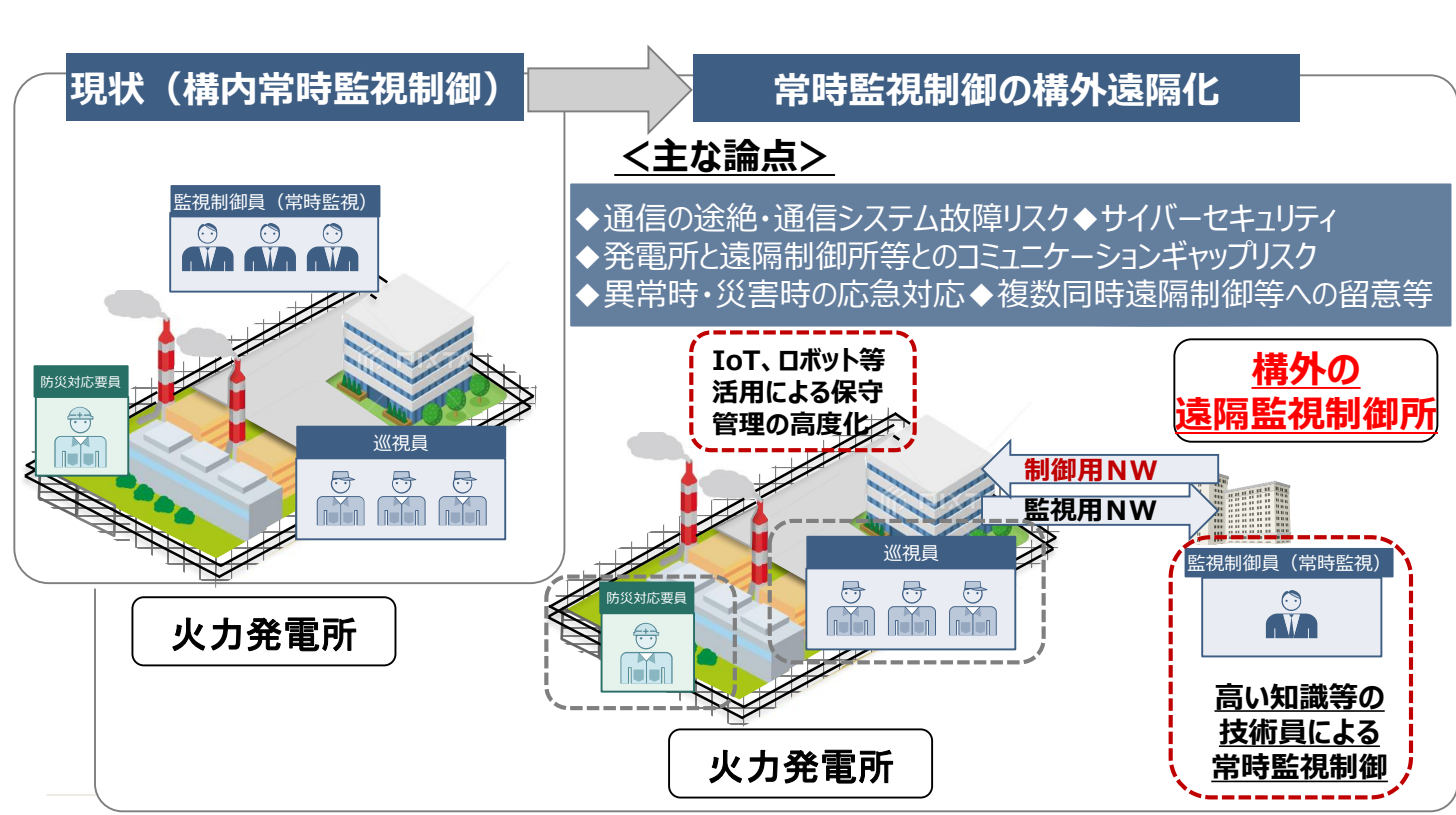 現状（構内常時監視制御）
監視制御員（常時監視）
防災対応要員
巡視員
火力発電所
常時監視制御の構外遠隔化
＜主な論点＞
◆通信の途絶・通信システム故障リスク◆サイバーセキュリティ
◆発電所と遠隔制御所等とのコミュニケーションギャップリスク
◆異常時・災害時の応急対応◆複数同時遠隔制御等への留意等
IoT、ロボット等
活用による保守
管理の高度化
構外の
遠隔監視制御所
制御用ＮＷ
監視用ＮＷ
巡視員
防災対応要員
監視制御員（常時監視）
高い知識等の
技術員による
常時監視制御
火力発電所